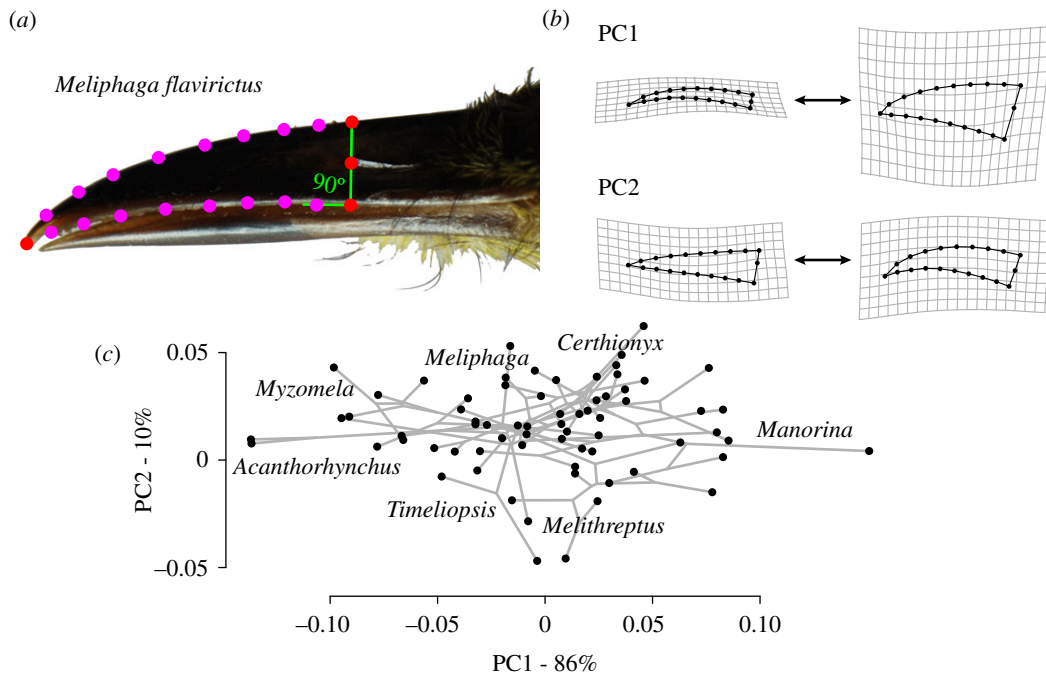 (a)
Meliphaga flavirictus
90º
(b)
PC1
PC2
(c)
PC2 - 10%
0.05
0
–0.05
Certhionyx
Meliphaga
Myzomela
Manorina
Acanthorhynchus
Timeliopsis
Melithreptus
–0.10
–0.05
0
0.05
0.10
PC1 - 86%